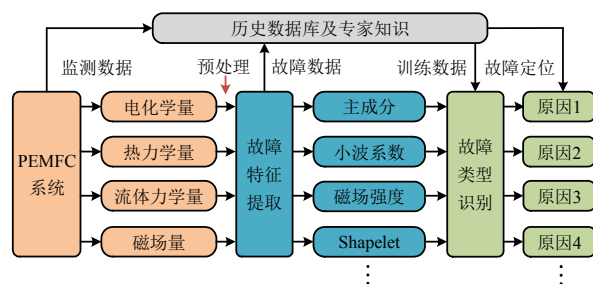 历史数据库及专家知识
监测数据
预处理
故障数据
训练数据
故障定位
PEMFC
系统
电化学量
热力学量
流体力学量
磁场量
故障
特征
提取
主成分
小波系数
磁场强度
Shapelet
故障
类型
识别
原因1
原因2
原因3
原因4